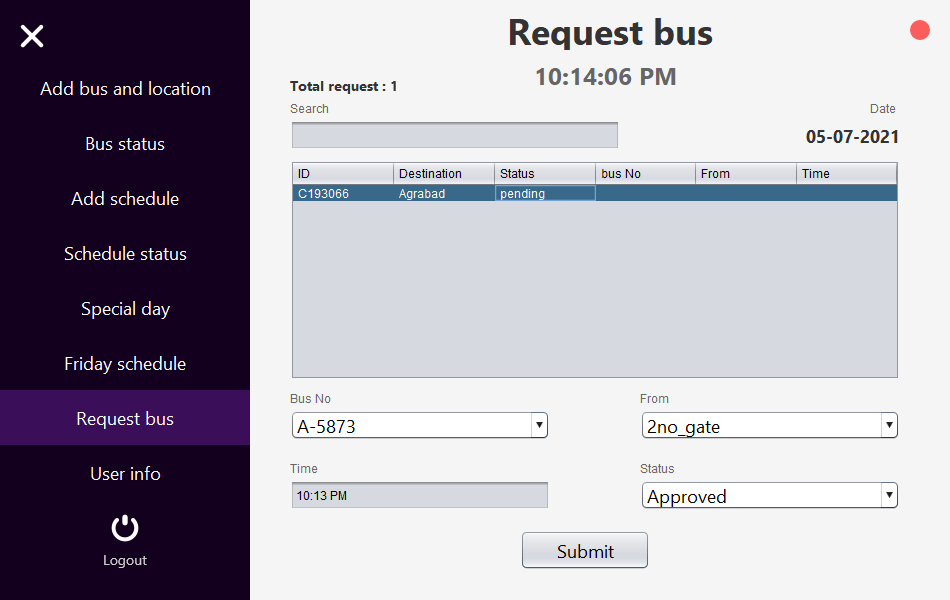 Add bus and location
Bus status
Add schedule
Schedule status
Special day
Friday schedule
Request bus
User info
Logout
Request bus
10:14:06 PM
Total request : 1
Search
Date
05-07-2021
ID Destination Status bus No From Time
C193066 Agrabad pending
Bus No From
A-5873 2no_gate
Time Status
10:13 PM Approved
Submit